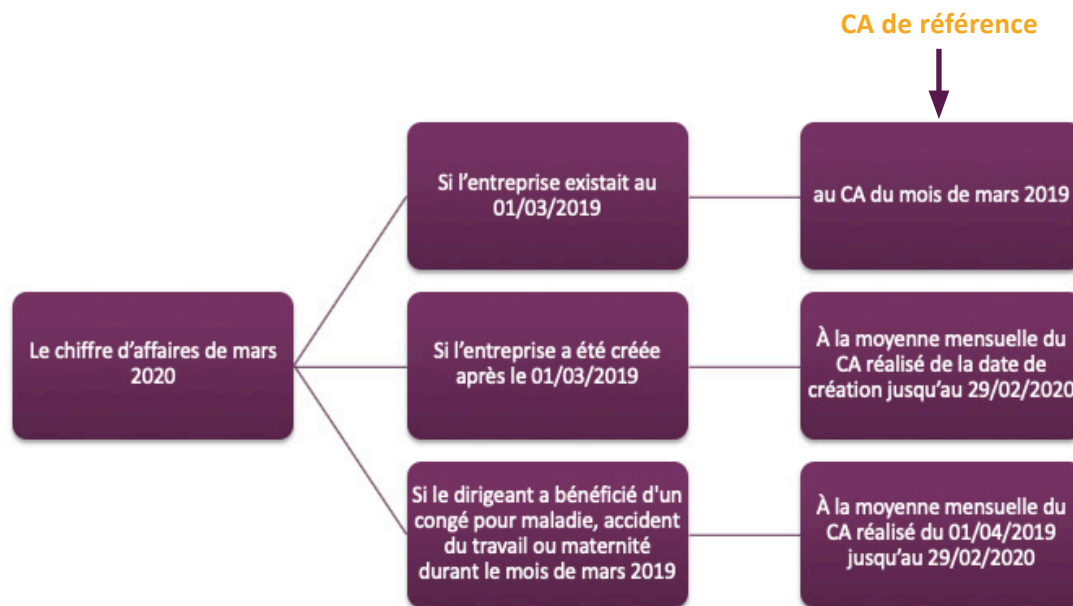 CA de référence
Si l'entreprise existait au
01/03/2019
au CA du mois de mars 2019
Le chiffre d'affaires de mars
2020
Si l'entreprise a été créée
après le 01/03/2019
À la moyenne mensuelle du
CA réalisé de la date de
création jusqu'au 29/02/2020
Si le dirigeant a bénéficié d'un
congé pour maladie, accident
du travail ou maternité
durant le mois de mars 2019
À la moyenne mensuelle du
CA réalisé du 01/04/2019
jusqu'au 29/02/2020